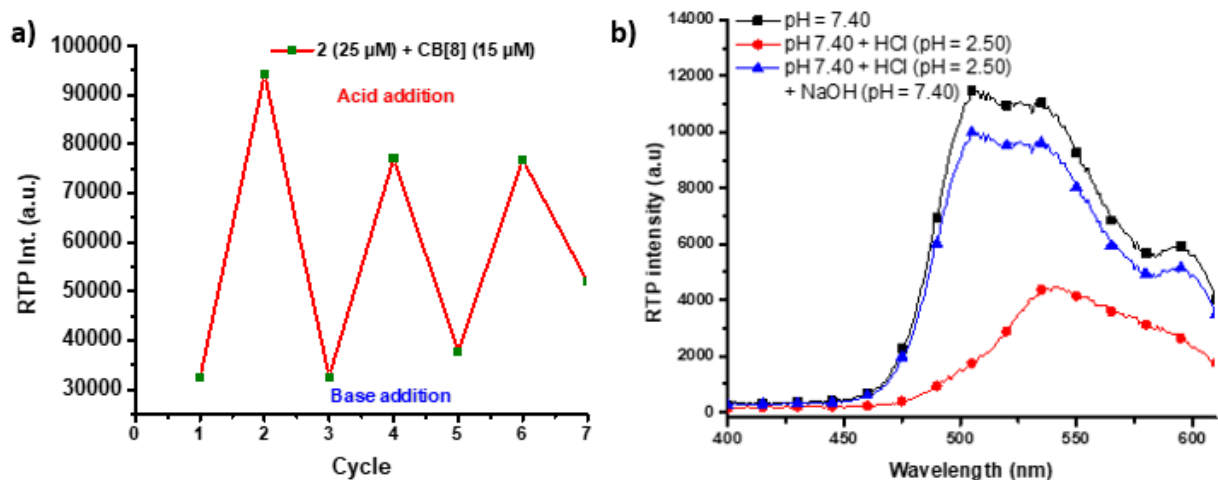 a)
2 (25 µM) + CB[8] (15 µM)
Acid addition
Base addition
RTP Int. (a.u.)
100000
90000
80000
70000
60000
50000
40000
30000
0 1 2 3 4 5 6 7
Cycle
b)
pH = 7.40
pH 7.40 + HCl (pH = 2.50)
pH 7.40 + HCl (pH = 2.50)
+ NaOH (pH = 7.40)
RTP intensity (a.u)
14000
12000
10000
8000
6000
4000
2000
0
400 450 500 550 600
Wavelength (nm)